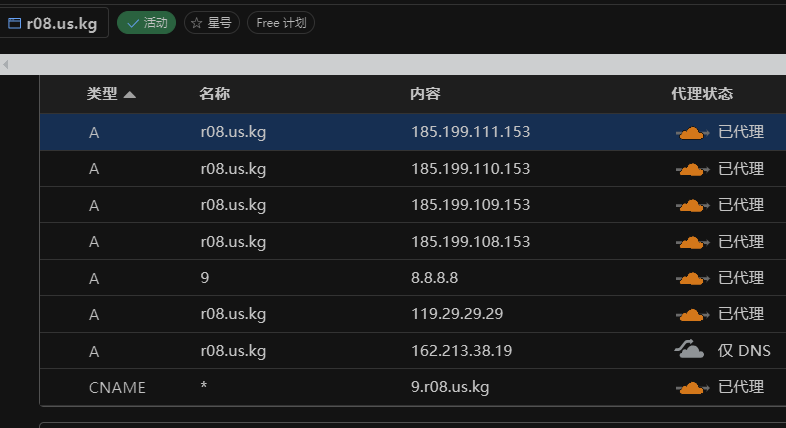 r08.us.kg 活动 星号 Free 计划
类型 名称 内容 代理状态
A r08.us.kg 185.199.111.153 已代理
A r08.us.kg 185.199.110.153 已代理
A r08.us.kg 185.199.109.153 已代理
A r08.us.kg 185.199.108.153 已代理
A 9 8.8.8.8 已代理
A r08.us.kg 119.29.29.29 已代理
A r08.us.kg 162.213.38.19 仅 DNS
CNAME * 9.r08.us.kg 已代理